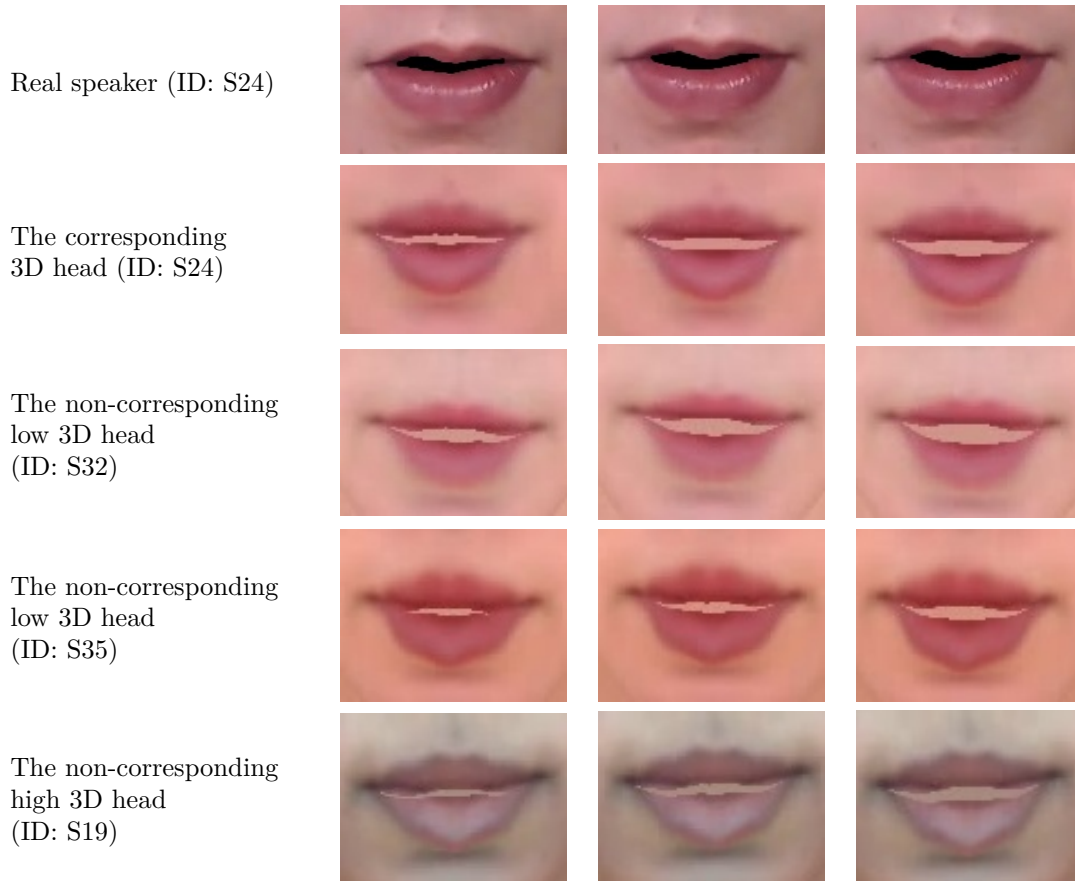 Real speaker (ID: S24)
The corresponding
3D head (ID: S24)
The non-corresponding
low 3D head
(ID: S32)
The non-corresponding
low 3D head
(ID: S35)
The non-corresponding
high 3D head
(ID: S19)